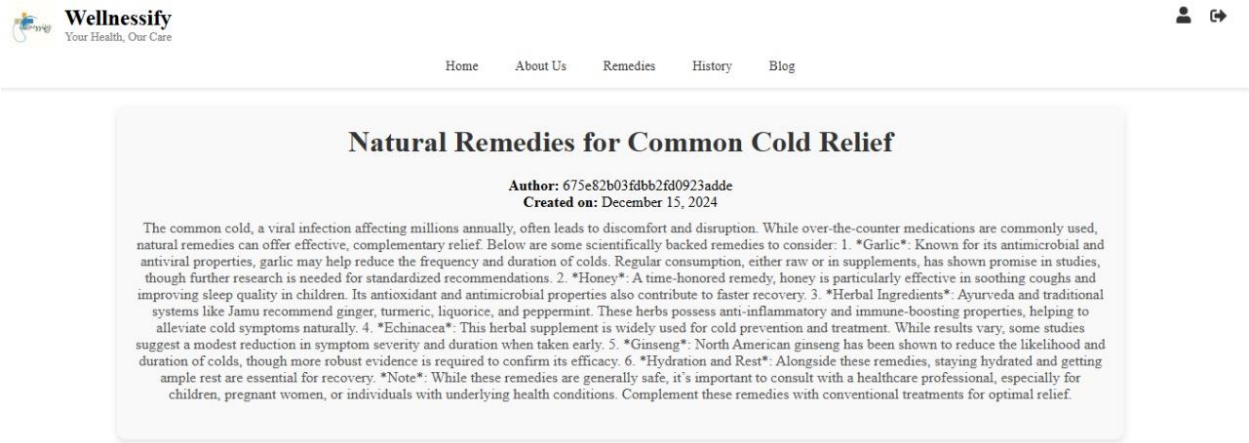 Wellnessify
Your Health, Our Care
Home About Us Remedies History Blog
Natural Remedies for Common Cold Relief
Author: 675e82b03fdbb2fd0923adde
Created on: December 15, 2024
The common cold, a viral infection affecting millions annually, often leads to discomfort and disruption. While over-the-counter medications are commonly used,
natural remedies can offer effective, complementary relief. Below are some scientifically backed remedies to consider: 1. *Garlic*: Known for its antimicrobial and
antiviral properties, garlic may help reduce the frequency and duration of colds. Regular consumption, either raw or in supplements, has shown promise in studies,
though further research is needed for standardized recommendations. 2. *Honey*: A time-honored remedy, honey is particularly effective in soothing coughs and
improving sleep quality in children. Its antioxidant and antimicrobial properties also contribute to faster recovery. 3. *Herbal Ingredients*: Ayurveda and traditional
systems like Jamu recommend ginger, turmeric, liquorice, and peppermint. These herbs possess anti-inflammatory and immune-boosting properties, helping to
alleviate cold symptoms naturally. 4. *Echinacea*: This herbal supplement is widely used for cold prevention and treatment. While results vary, some studies
suggest a modest reduction in symptom severity and duration when taken early. 5. *Ginseng*: North American ginseng has been shown to reduce the likelihood and
duration of colds, though more robust evidence is required to confirm its efficacy. 6. *Hydration and Rest*: Alongside these remedies, staying hydrated and getting
ample rest are essential for recovery. *Note*: While these remedies are generally safe, it's important to consult with a healthcare professional, especially for
children, pregnant women, or individuals with underlying health conditions. Complement these remedies with conventional treatments for optimal relief.